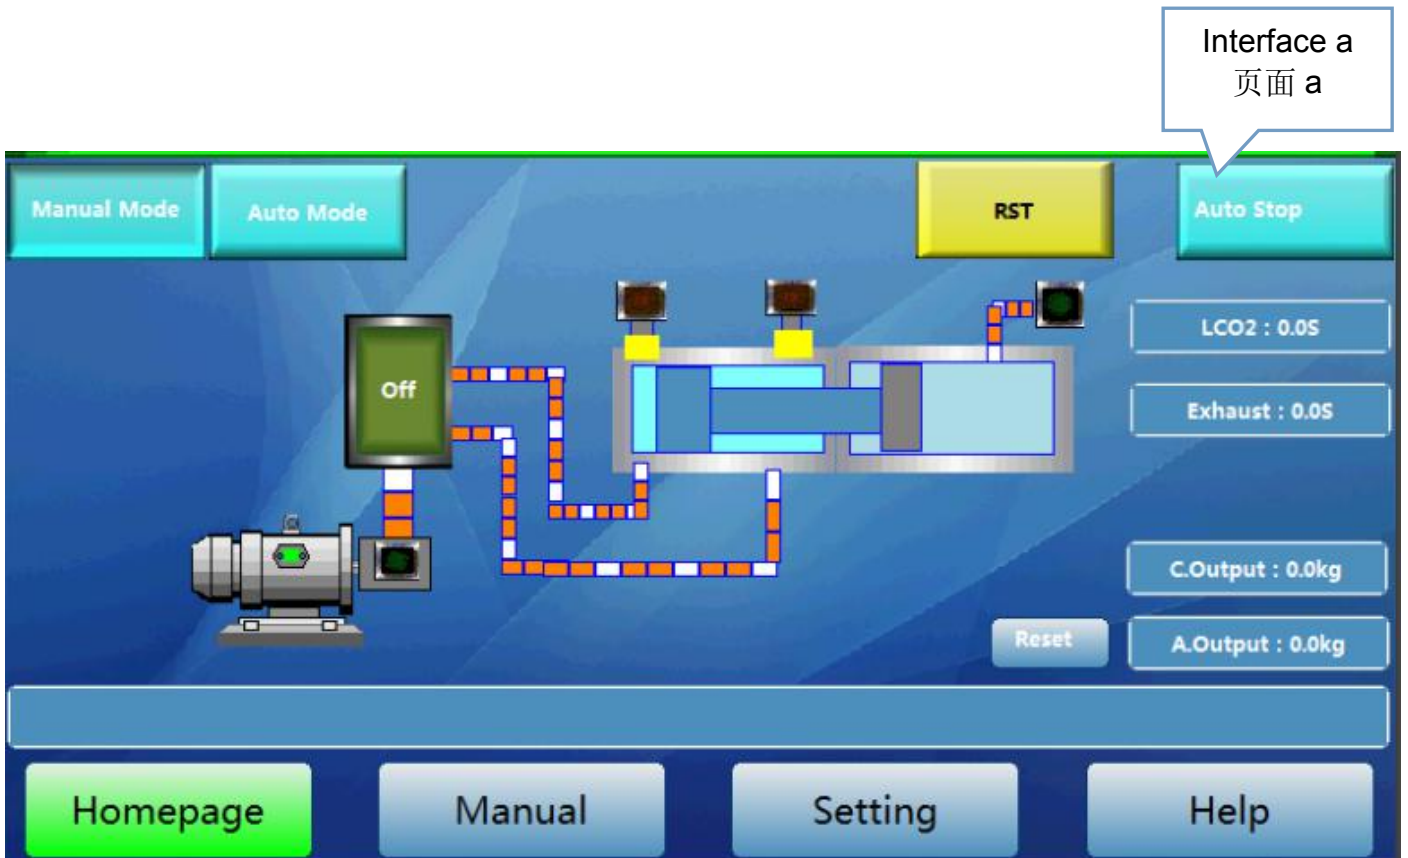 Interface a
页面 a
Manual Mode
Auto Mode
RST
Auto Stop
LCO2 : 0.0S
Off
Exhaust : 0.0S
C.Output : 0.0kg
Reset
A.Output : 0.0kg
Homepage
Manual
Setting
Help